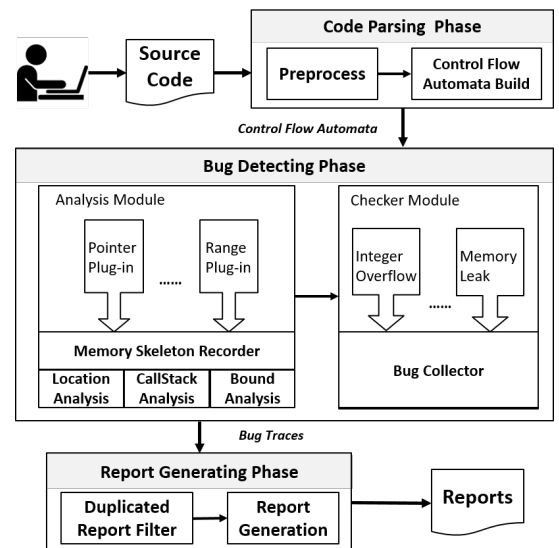 Source
Code
Code Parsing Phase
Preprocess
Control Flow
Automata Build
Control Flow Automata
Bug Detecting Phase
Analysis Module
Pointer
Plug-in
......
Range
Plug-in
Memory Skeleton Recorder
Location
Analysis
CallStack
Analysis
Bound
Analysis
Checker Module
Integer
Overflow
......
Memory
Leak
Bug Collector
Bug Traces
Report Generating Phase
Duplicated
Report Filter
Report
Generation
Reports